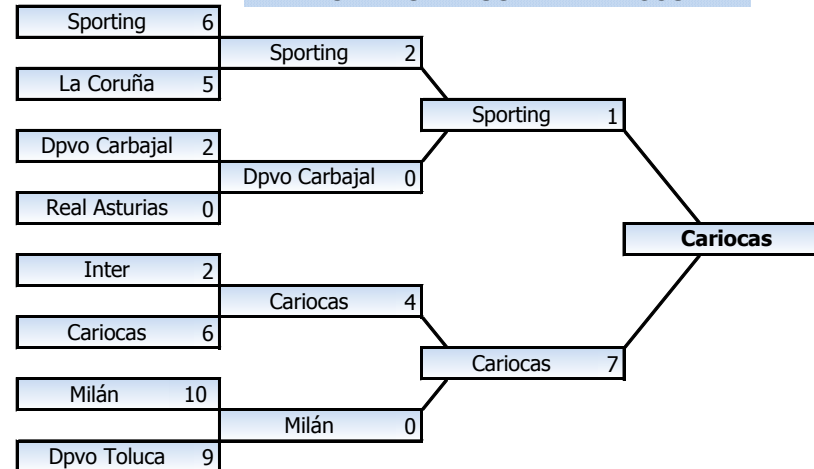 Sporting 6
Sporting 2
La Coruña 5
Sporting 1
Dpvo Carbajal 2
Dpvo Carbajal 0
Real Asturias 0
Cariocas
Inter 2
Cariocas 4
Cariocas 6
Cariocas 7
Milán 10
Milán 0
Dpvo Toluca 9